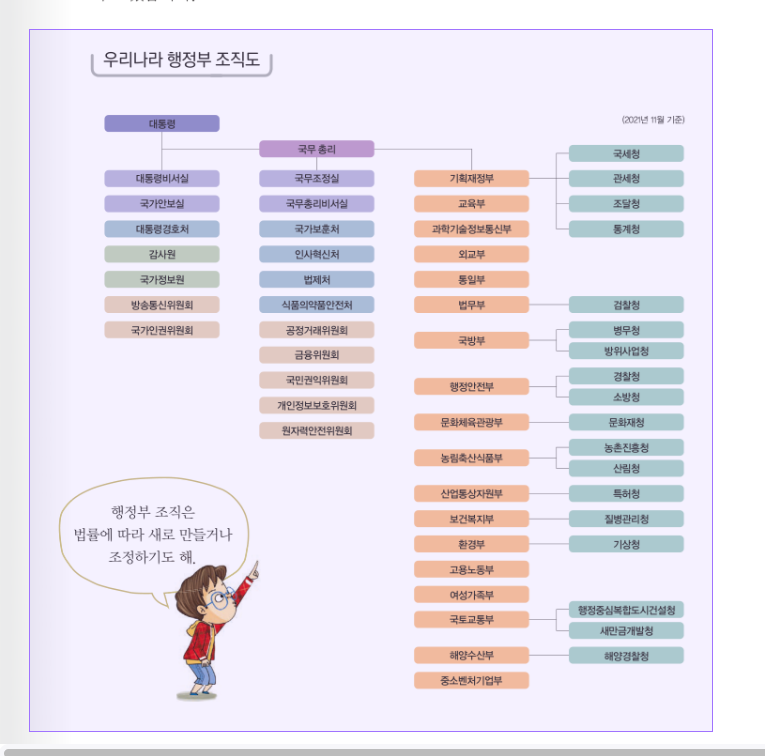 우리나라 행정부 조직도
(2021년 11월 기준)
대통령
국무 총리
대통령비서실
국가안보실
대통령경호처
감사원
국가정보원
방송통신위원회
국가인권위원회
국무조정실
국무총리비서실
국가보훈처
인사혁신처
법제처
식품의약품안전처
공정거래위원회
금융위원회
국민권익위원회
개인정보보호위원회
원자력안전위원회
기획재정부
국세청
관세청
조달청
통계청
교육부
과학기술정보통신부
외교부
통일부
법무부
검찰청
국방부
병무청
방위사업청
행정안전부
경찰청
소방청
문화체육관광부
문화재청
농림축산식품부
농촌진흥청
산림청
산업통상자원부
특허청
보건복지부
질병관리청
환경부
기상청
고용노동부
여성가족부
국토교통부
행정중심복합도시건설청
새만금개발청
해양수산부
해양경찰청
중소벤처기업부
행정부 조직은
법률에 따라 새로 만들거나
조정하기도 해.